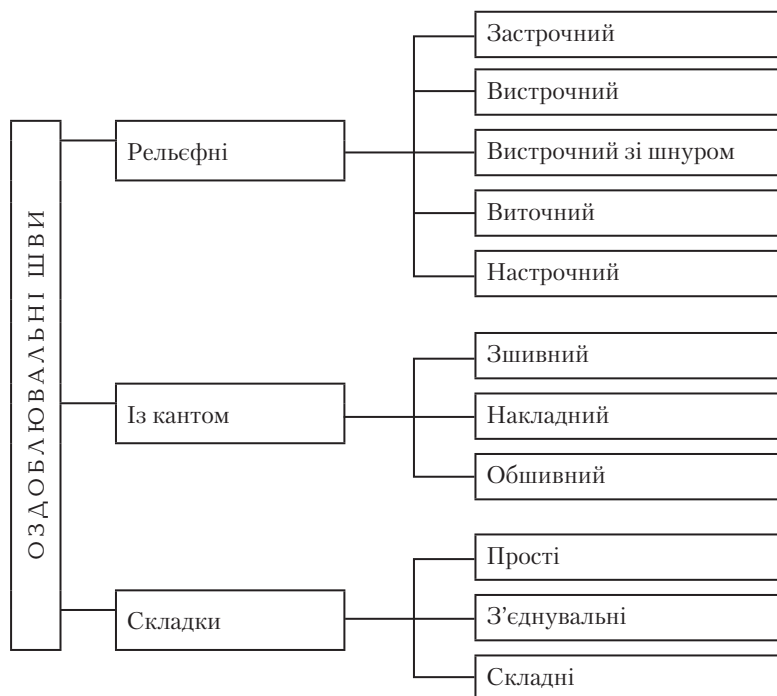 ОЗДОБЛЮВАЛЬНІ ШВИ
Рельєфні
Застрочний
Вистрочний
Вистрочний зі шнуром
Виточний
Настрочний
Із кантом
Зшивний
Накладний
Обшивний
Складки
Прості
З’єднувальні
Складні